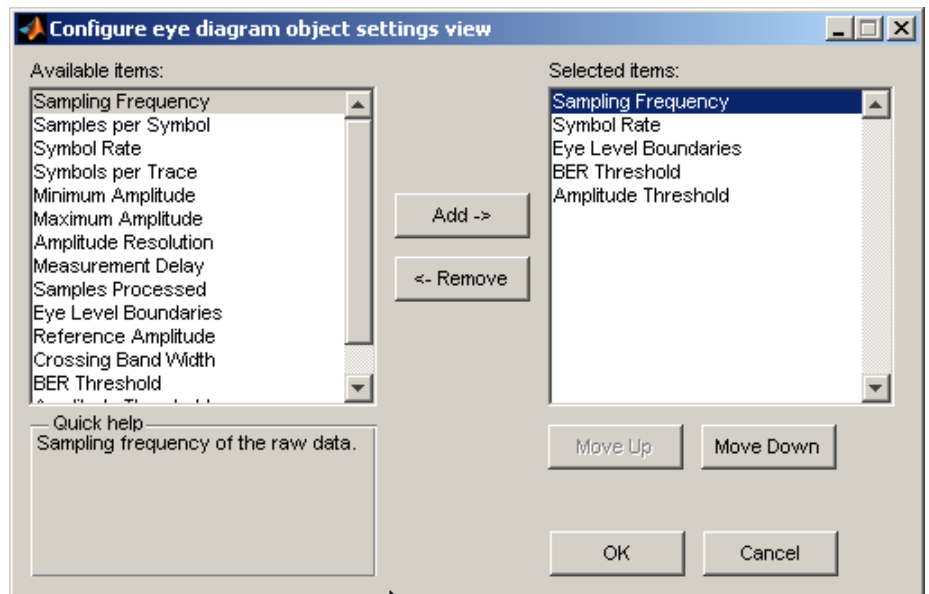 Configure eye diagram object settings view
Available items:
Sampling Frequency
Samples per Symbol
Symbol Rate
Symbols per Trace
Minimum Amplitude
Maximum Amplitude
Amplitude Resolution
Measurement Delay
Samples Processed
Eye Level Boundaries
Reference Amplitude
Crossing Band Width
BER Threshold
Add ->
<- Remove
Selected items:
Sampling Frequency
Symbol Rate
Eye Level Boundaries
BER Threshold
Amplitude Threshold
Quick help
Sampling frequency of the raw data.
Move Up
Move Down
OK
Cancel